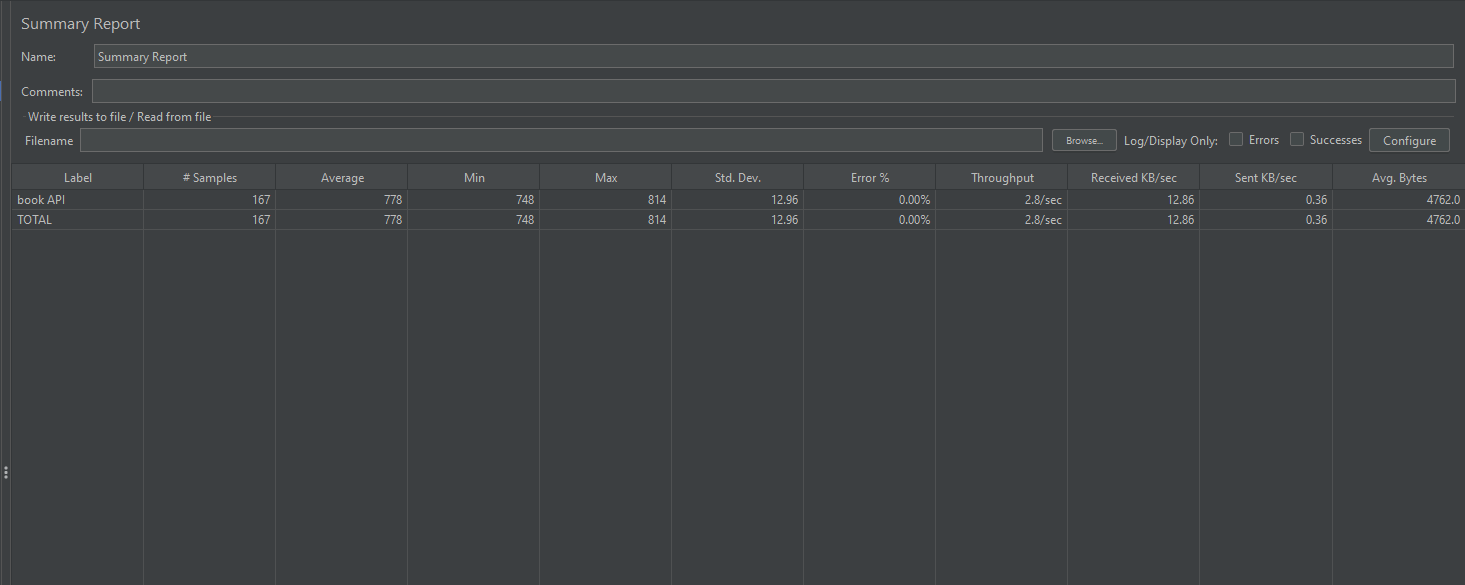 Summary Report
Name: Summary Report
Comments:
Write results to file / Read from file
Filename Browse... Log/Display Only: Errors Successes Configure
Label # Samples Average Min Max Std. Dev. Error % Throughput Received KB/sec Sent KB/sec Avg. Bytes
book API 167 778 748 814 12.96 0.00% 2.8/sec 12.86 0.36 4762.0
TOTAL 167 778 748 814 12.96 0.00% 2.8/sec 12.86 0.36 4762.0